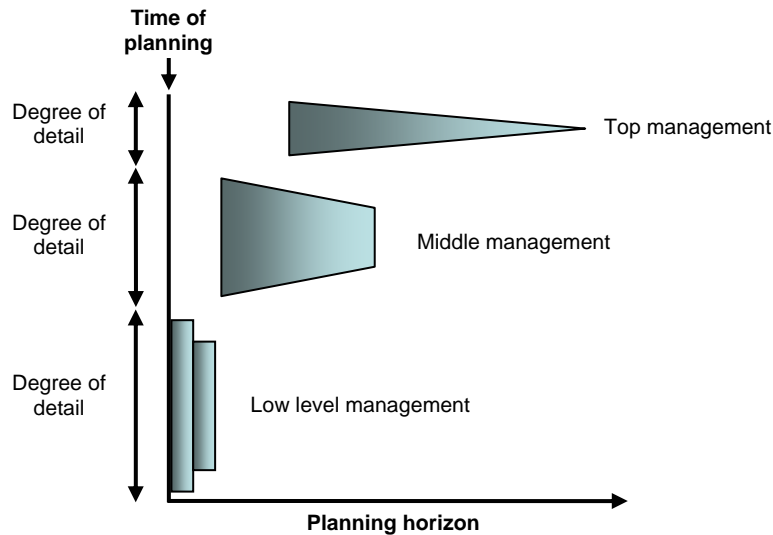 Time of
planning
Degree of
detail
Top management
Degree of
detail
Middle management
Degree of
detail
Low level management
Planning horizon